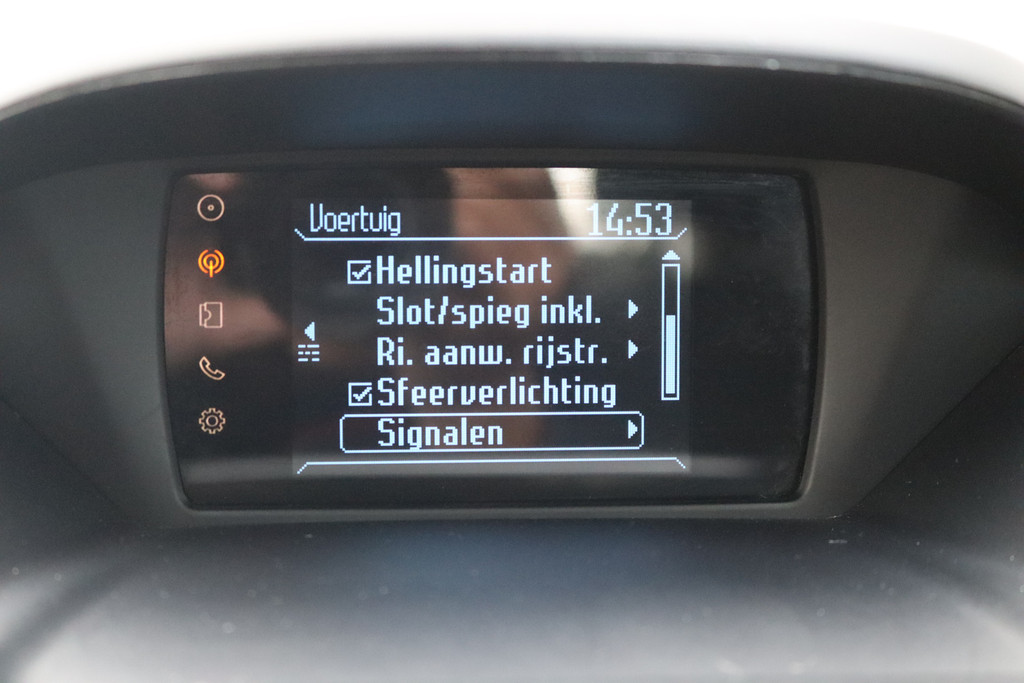 Voertuig 14:53
Hellingstart
Slot/spieg inkl.
Ri. aanw. rijstr.
Sfeerverlichting
Signalen